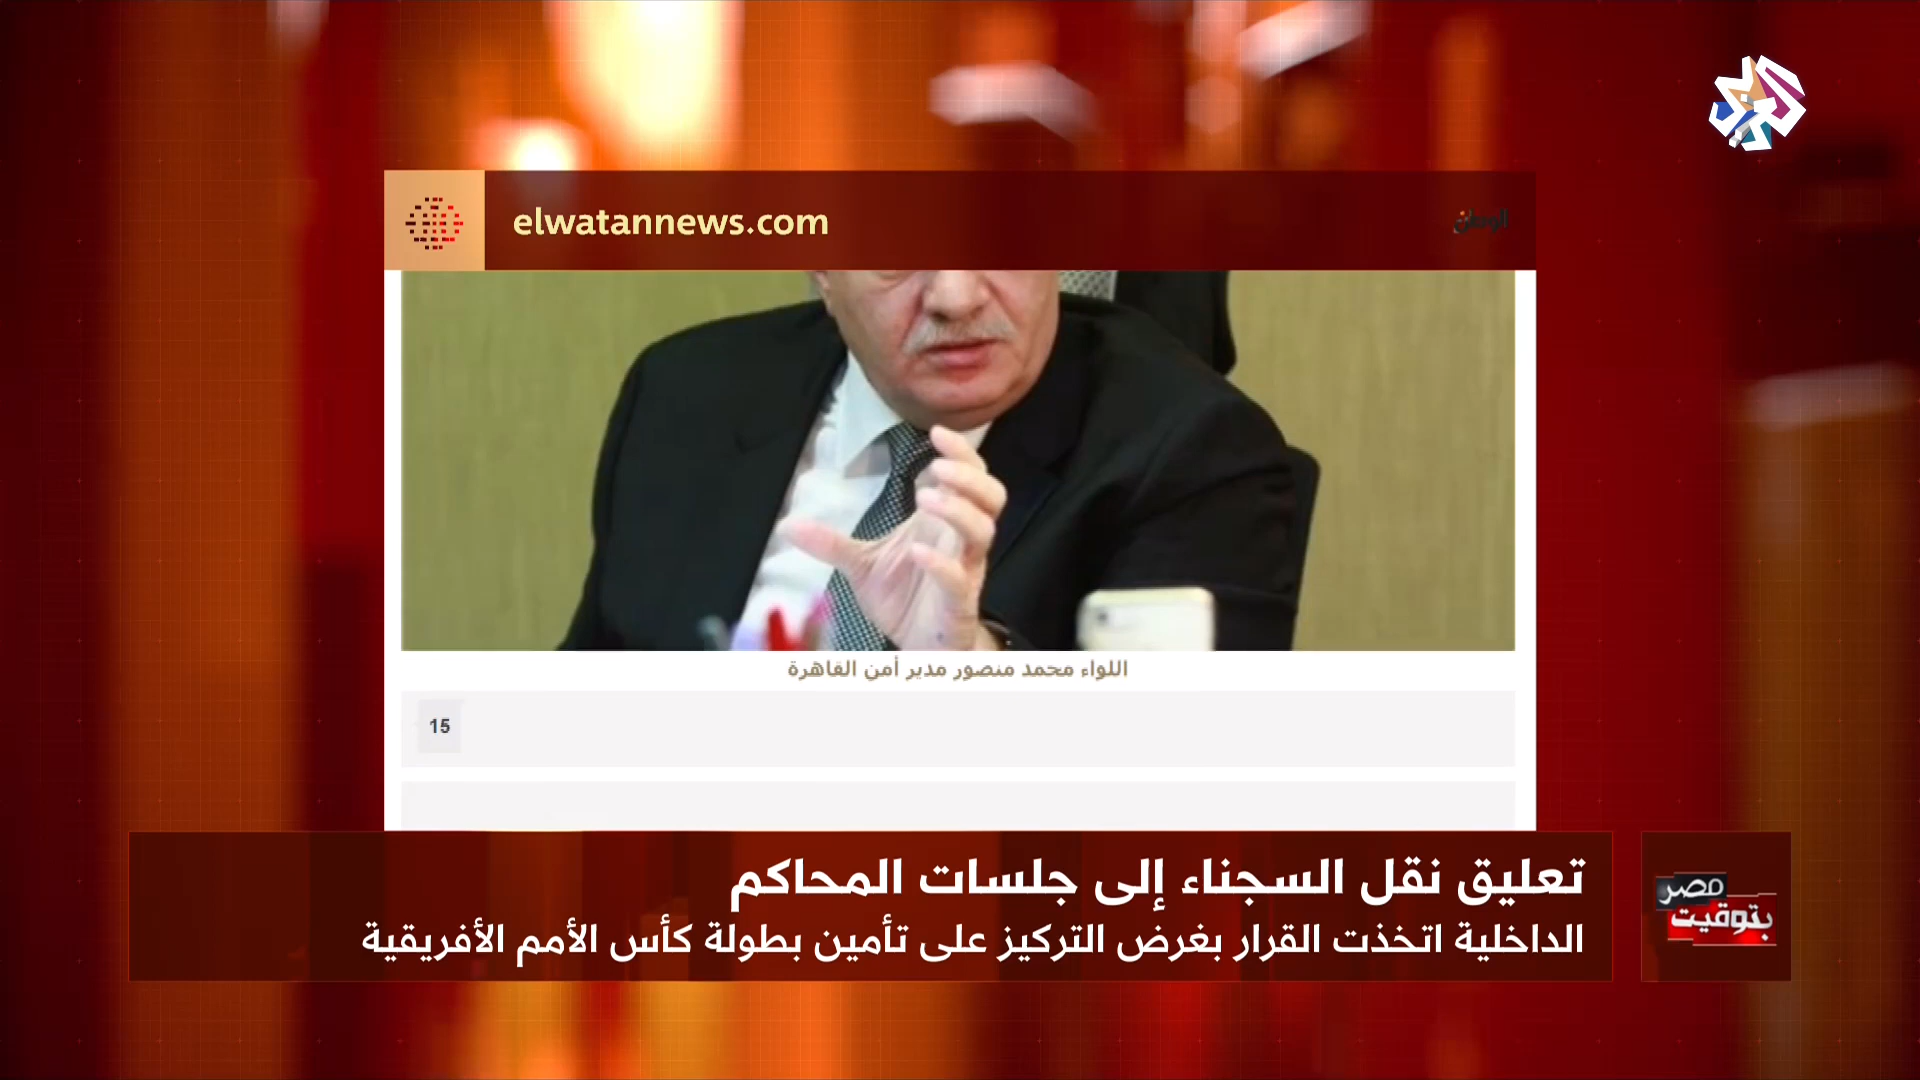 elwatannews.com
الوطن
اللواء محمد منصور مدير أمن القاهرة
15
تعليق نقل السجناء إلى جلسات المحاكم
الداخلية اتخذت القرار بغرض التركيز على تأمين بطولة كأس الأمم الأفريقية
مصر
بتوقيت